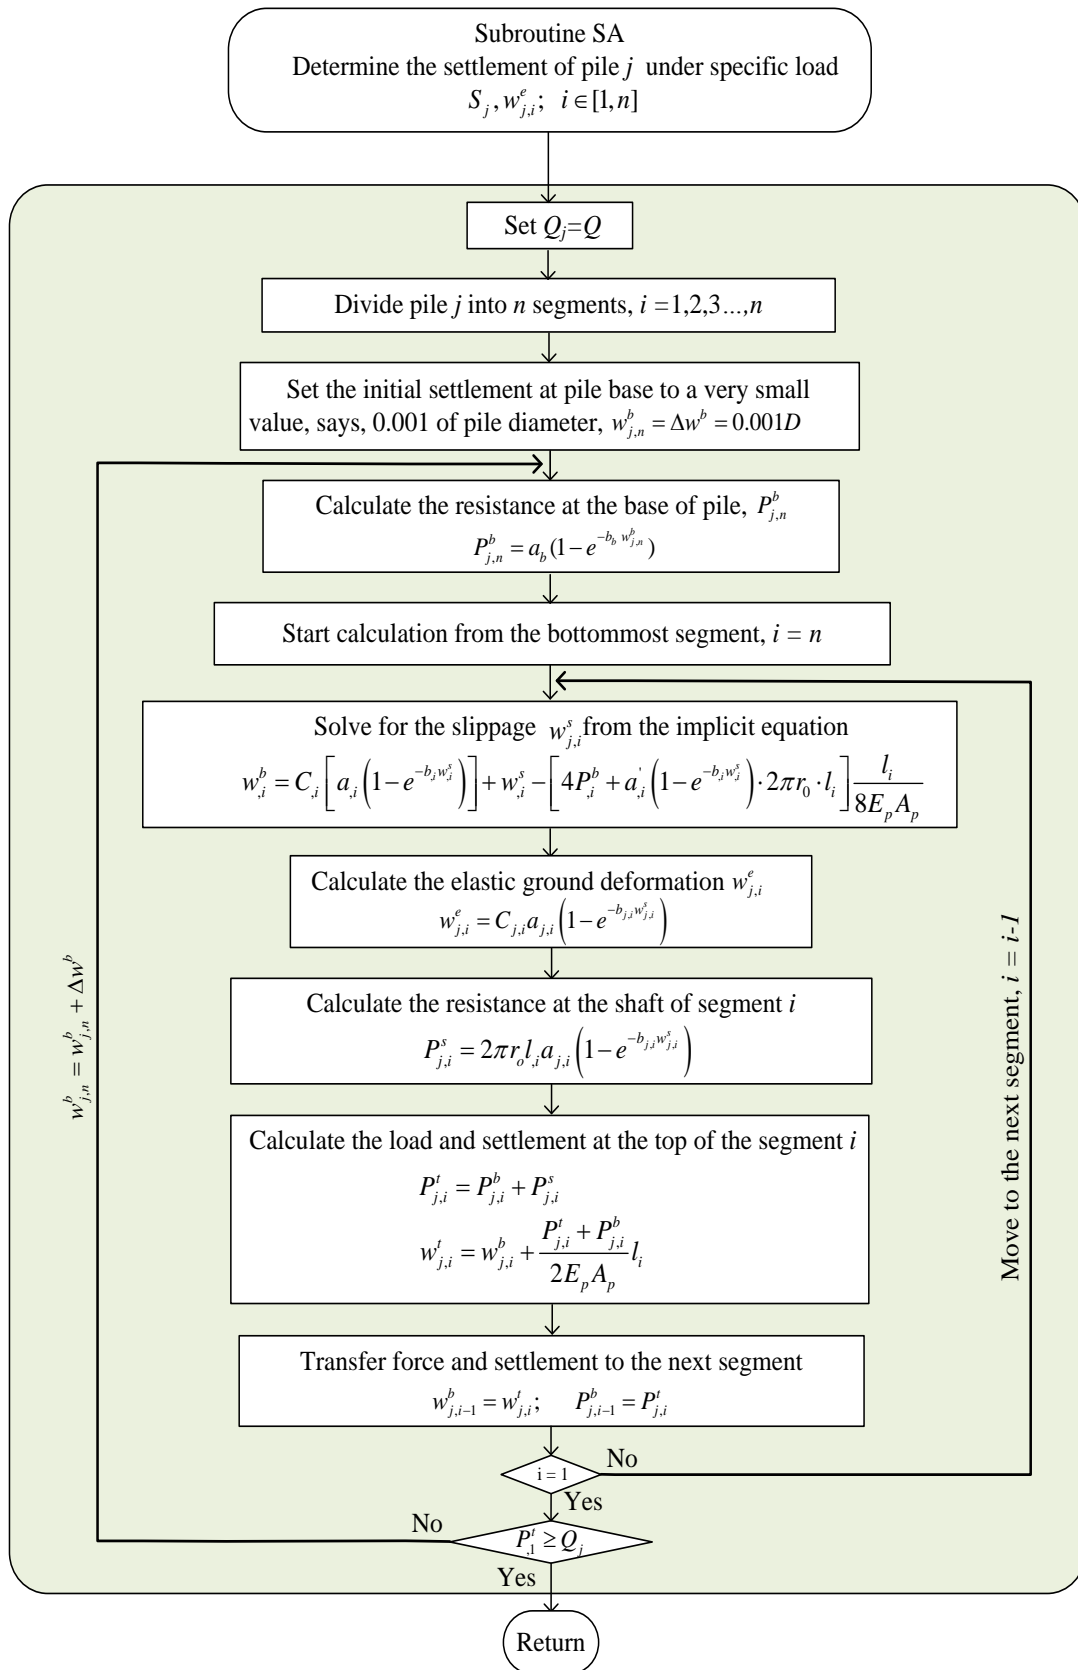 Subroutine SA
Determine the settlement of pile j under specific load
S_j, w^e_{j,i}; i∈[1,n]
Set Q_j=Q
Divide pile j into n segments, i =1,2,3...,n
Set the initial settlement at pile base to a very small
value, says, 0.001 of pile diameter, w^b_{j,n} = Δw^b = 0.001D
Calculate the resistance at the base of pile, P^b_{j,n}
P^b_{j,n} = a_b(1−e^{−b_b w^b_{j,n}})
Start calculation from the bottommost segment, i = n
Solve for the slippage w^s_{j,i} from the implicit equation
w^b_{,i} = C_{,i}[a_{,i}(1−e^{−b_{,i}w^s_{,i}})]+w^s_{,i}−[4P^b_{,i}+a^'_{,i}(1−e^{−b_{,i}w^s_{,i}})·2πr_0·l_i] l_i/8E_pA_p
Calculate the elastic ground deformation w^e_{j,i}
w^e_{j,i} = C_{j,i}a_{j,i}(1−e^{−b_{j,i}w^s_{j,i}})
Calculate the resistance at the shaft of segment i
P^s_{j,i} = 2πr_o l_{,i}a_{j,i}(1−e^{−b_{j,i}w^s_{j,i}})
Calculate the load and settlement at the top of the segment i
P^t_{j,i} = P^b_{j,i} + P^s_{j,i}
w^t_{j,i} = w^b_{j,i} + (P^t_{j,i} + P^b_{j,i})/2E_pA_p l_i
Transfer force and settlement to the next segment
w^b_{j,i−1} = w^t_{j,i}; P^b_{j,i−1} = P^t_{j,i}
i = 1
No
Yes
P^t_{,1} ≥ Q_j
No
Yes
Return
w^b_{j,n} = w^b_{j,n} + Δw^b
Move to the next segment, i = i-1